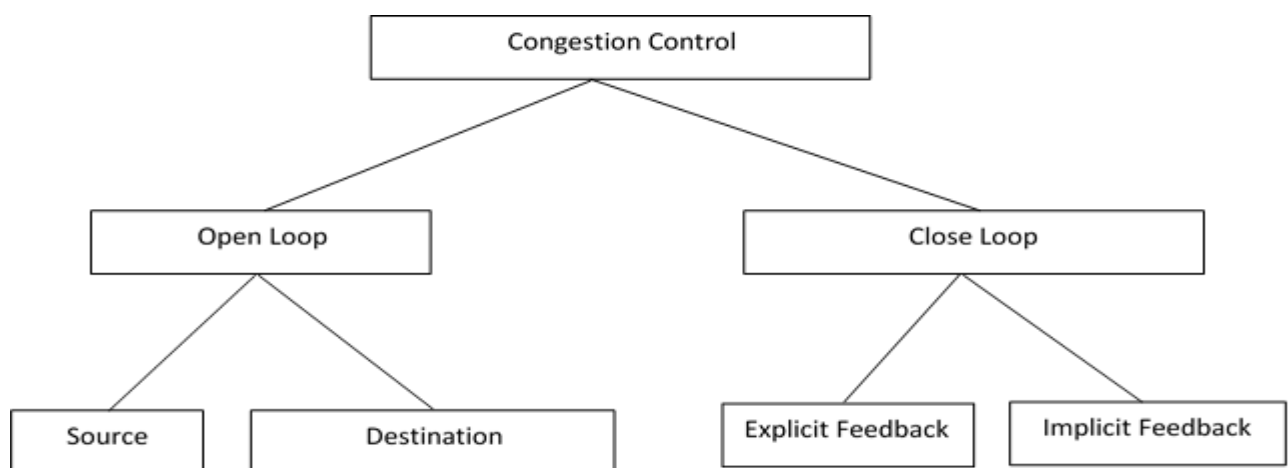 Congestion Control
Open Loop
Close Loop
Source
Destination
Explicit Feedback
Implicit Feedback